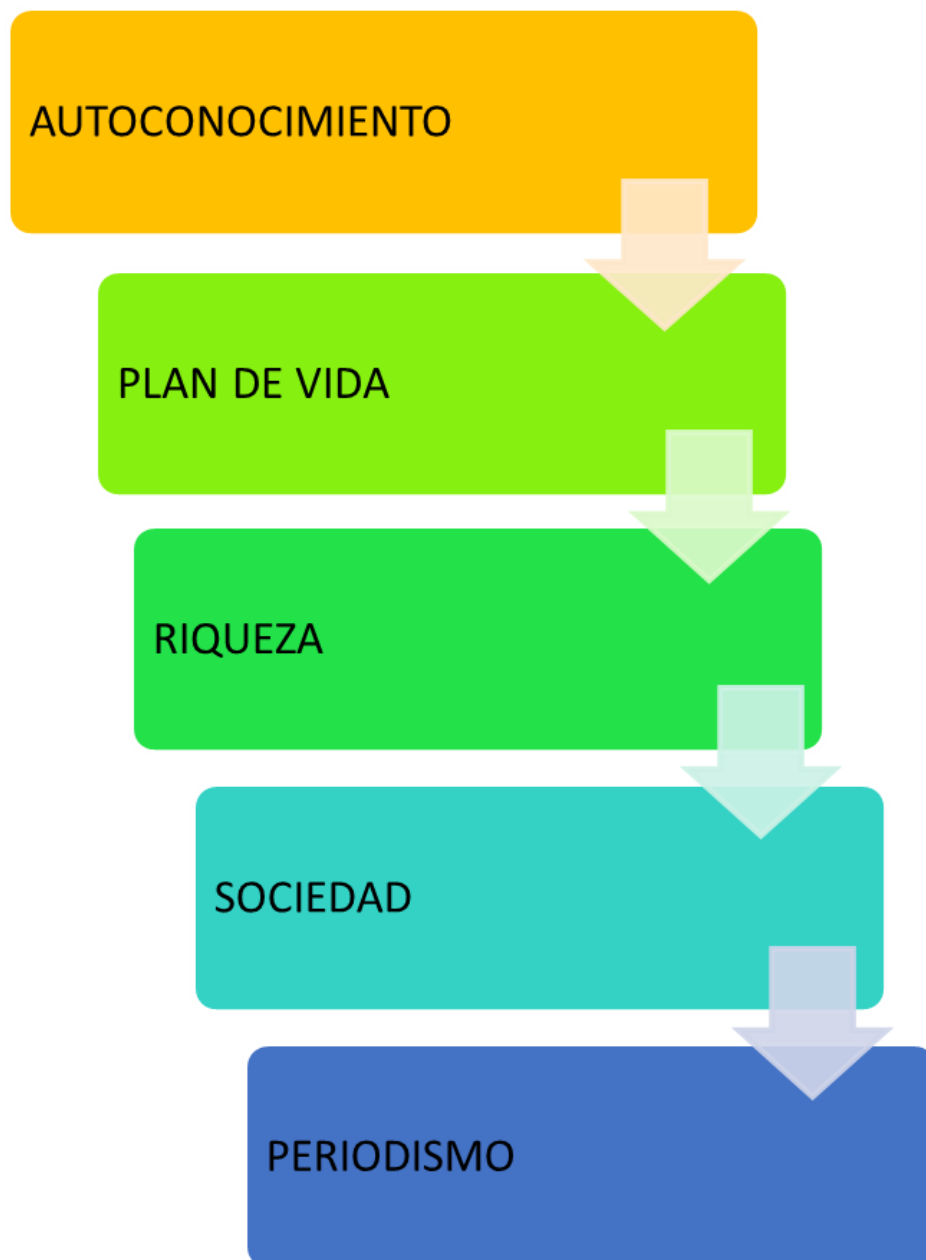 AUTOCONOCIMIENTO
PLAN DE VIDA
RIQUEZA
SOCIEDAD
PERIODISMO